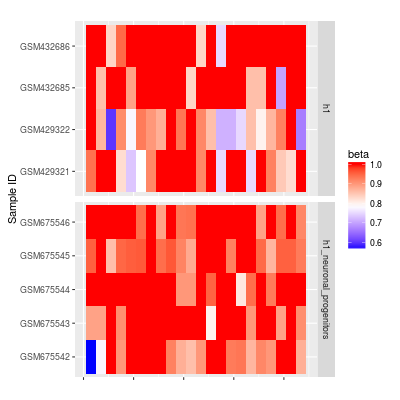 GSM432686
GSM432685
GSM429322
GSM429321
h1
GSM675546
GSM675545
GSM675544
GSM675543
GSM675542
h1_neuronal_progenitors
Sample ID
beta
1.0
0.9
0.8
0.7
0.6